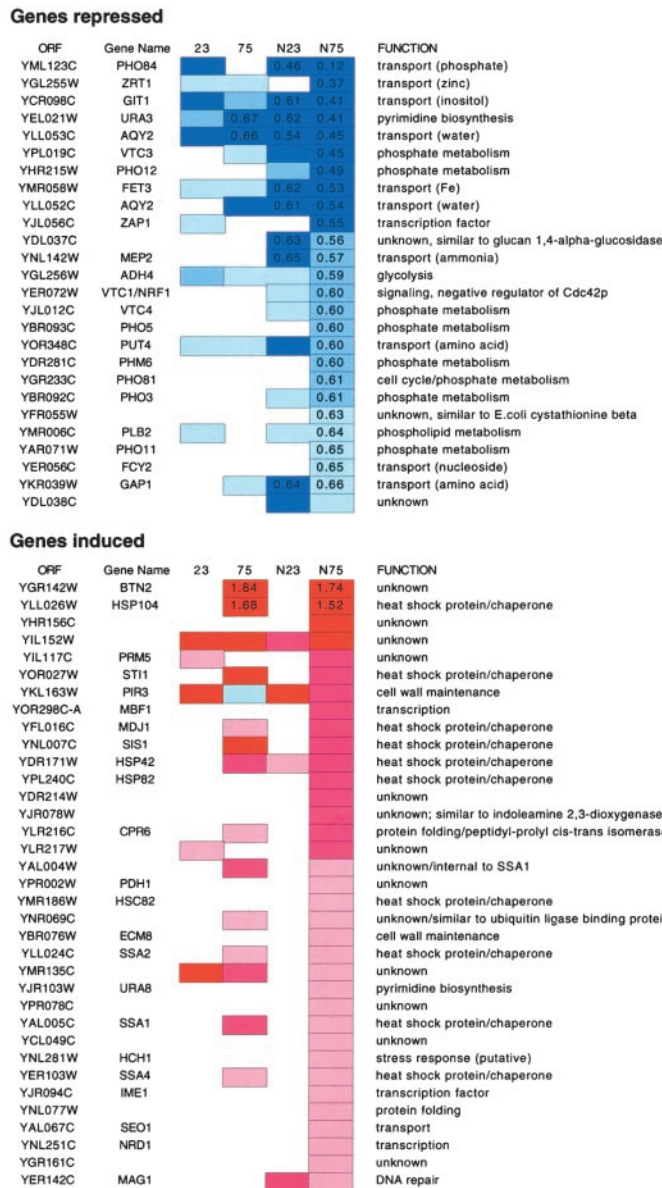 Genes repressed
ORF Gene Name 23 75 N23 N75 FUNCTION
YML123C PHO84 0.46 0.12 transport (phosphate)
YGL255W ZRT1 0.37 transport (zinc)
YCR098C GIT1 0.61 0.41 transport (inositol)
YEL021W URA3 0.67 0.62 0.41 pyrimidine biosynthesis
YLL053C AQY2 0.66 0.54 0.45 transport (water)
YPL019C VTC3 0.45 phosphate metabolism
YHR215W PHO12 0.49 phosphate metabolism
YMR058W FET3 0.62 0.53 transport (Fe)
YLL052C AQY2 0.61 0.54 transport (water)
YJL056C ZAP1 0.55 transcription factor
YDL037C 0.63 0.56 unknown, similar to glucan 1,4-alpha-glucosidase
YNL142W MEP2 0.65 0.57 transport (ammonia)
YGL256W ADH4 0.59 glycolysis
YER072W VTC1/NRF1 0.60 signaling, negative regulator of Cdc42p
YJL012C VTC4 0.60 phosphate metabolism
YBR093C PHO5 0.60 phosphate metabolism
YOR348C PUT4 0.60 transport (amino acid)
YDR281C PHM6 0.60 phosphate metabolism
YGR233C PHO81 0.61 cell cycle/phosphate metabolism
YBR092C PHO3 0.61 phosphate metabolism
YFR055W 0.63 unknown, similar to E.coli cystathionine beta
YMR006C PLB2 0.64 phospholipid metabolism
YAR071W PHO11 0.65 phosphate metabolism
YER056C FCY2 0.65 transport (nucleoside)
YKR039W GAP1 0.64 0.66 transport (amino acid)
YDL038C unknown
Genes induced
ORF Gene Name 23 75 N23 N75 FUNCTION
YGR142W BTN2 1.84 1.74 unknown
YLL026W HSP104 1.68 1.52 heat shock protein/chaperone
YHR156C unknown
YIL152W unknown
YIL117C PRM5 unknown
YOR027W STI1 heat shock protein/chaperone
YKL163W PIR3 cell wall maintenance
YOR298C-A MBF1 transcription
YFL016C MDJ1 heat shock protein/chaperone
YNL007C SIS1 heat shock protein/chaperone
YDR171W HSP42 heat shock protein/chaperone
YPL240C HSP82 heat shock protein/chaperone
YDR214W unknown
YJR078W unknown; similar to indoleamine 2,3-dioxygenase
YLR216C CPR6 protein folding/peptidyl-prolyl cis-trans isomerase
YLR217W unknown
YAL004W unknown/internal to SSA1
YPR002W PDH1 unknown
YMR186W HSC82 heat shock protein/chaperone
YNR069C unknown/similar to ubiquitin ligase binding protei
YBR076W ECM8 cell wall maintenance
YLL024C SSA2 heat shock protein/chaperone
YMR135C unknown
YJR103W URA8 pyrimidine biosynthesis
YPR078C unknown
YAL005C SSA1 heat shock protein/chaperone
YCL049C unknown
YNL281W HCH1 stress response (putative)
YER103W SSA4 heat shock protein/chaperone
YJR094C IME1 transcription factor
YNL077W protein folding
YAL067C SEO1 transport
YNL251C NRD1 transcription
YGR161C unknown
YER142C MAG1 DNA repair